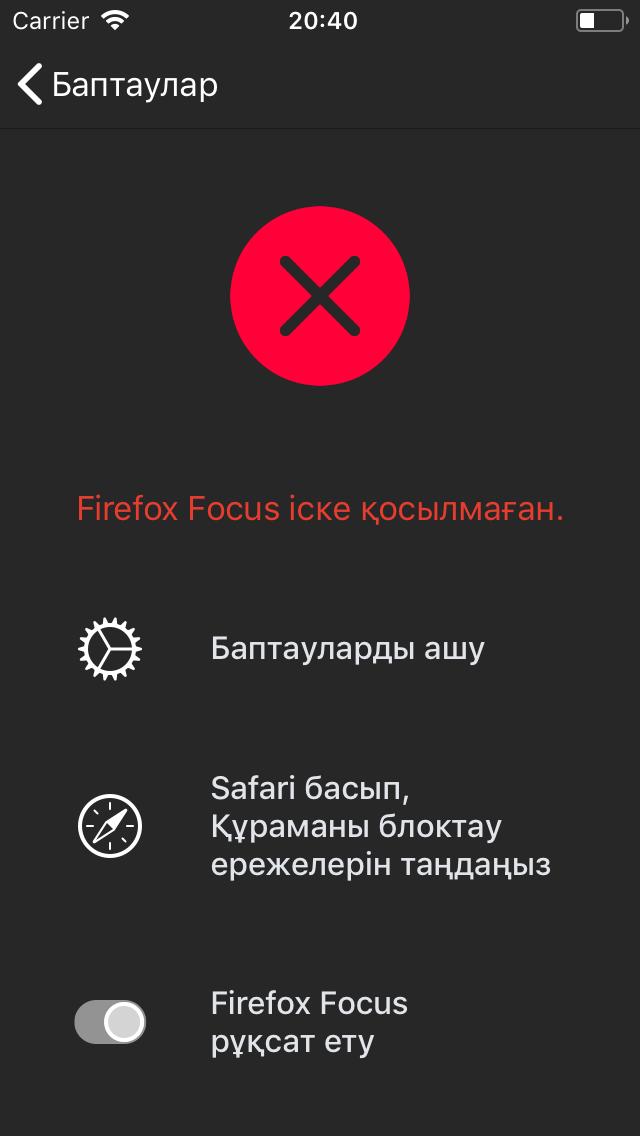 Carrier 20:40
Баптаулар
Firefox Focus іске қосылмаған.
Баптауларды ашу
Safari басып,
Құраманы блоктау
ережелерін таңдаңыз
Firefox Focus
рұқсат ету